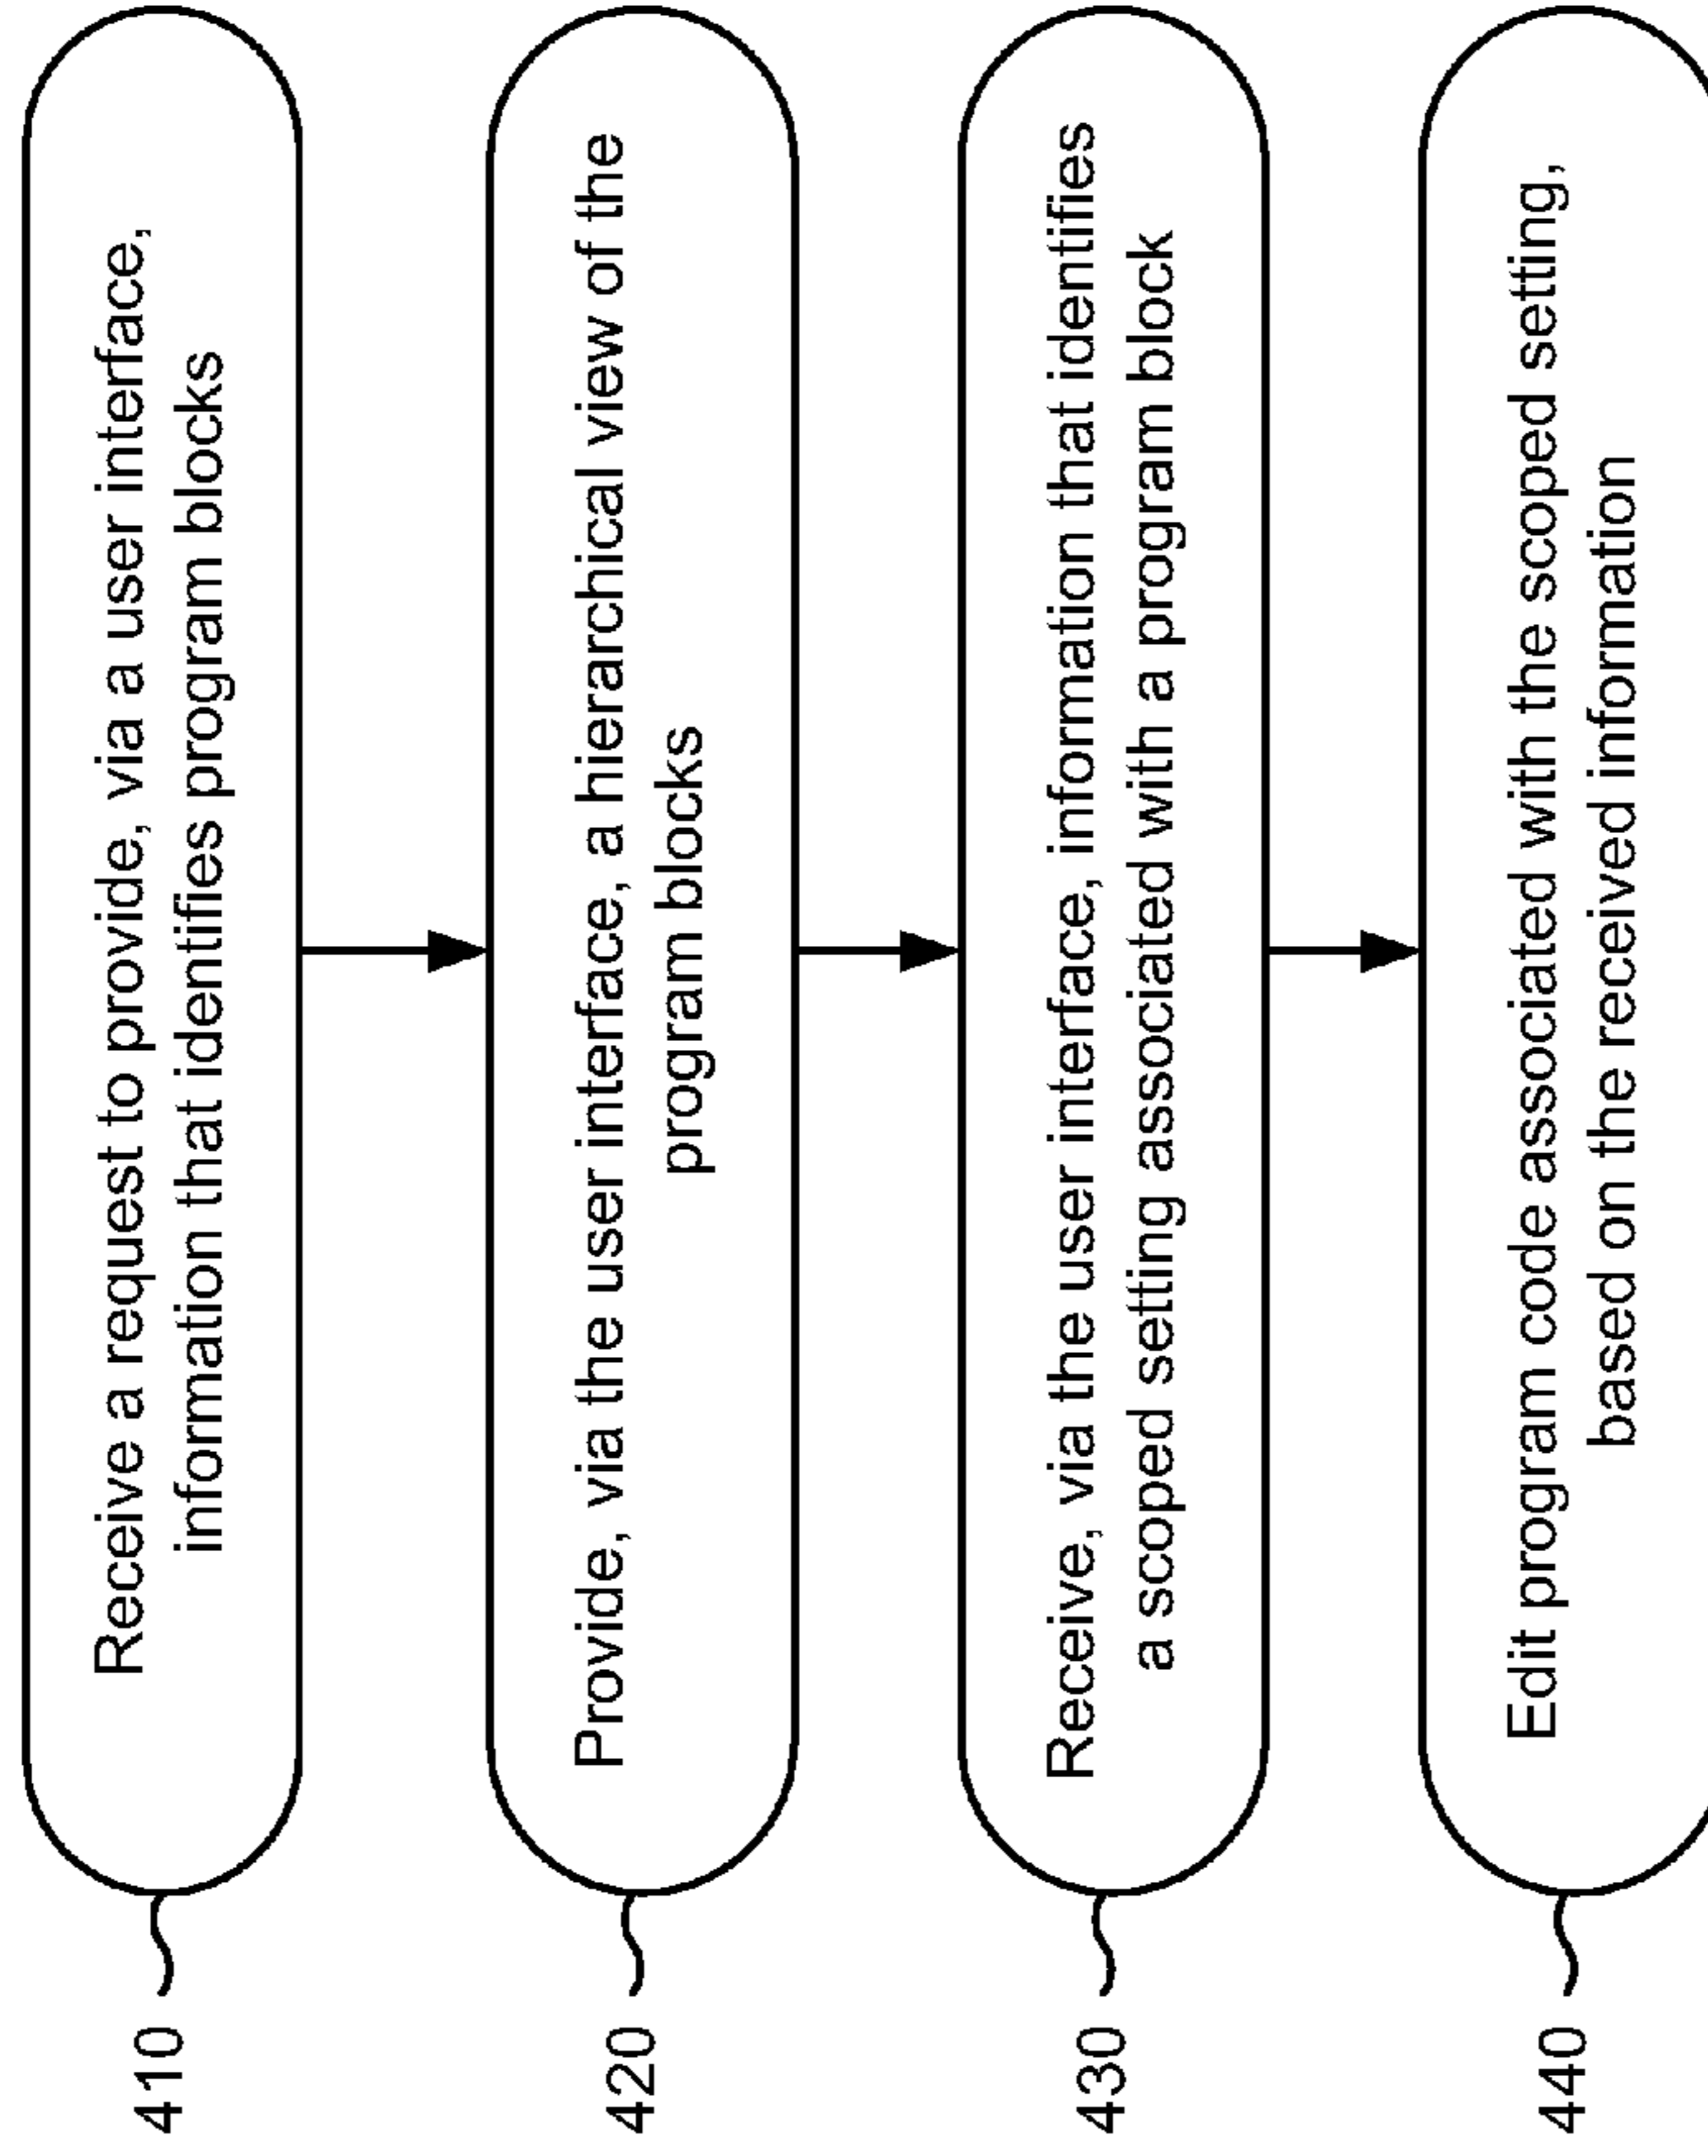 410
Receive a request to provide, via a user interface,
information that identifies program blocks
420
Provide, via the user interface, a hierarchical view of the
program blocks
430
Receive, via the user interface, information that identifies
a scoped setting associated with a program block
440
Edit program code associated with the scoped setting,
based on the received information